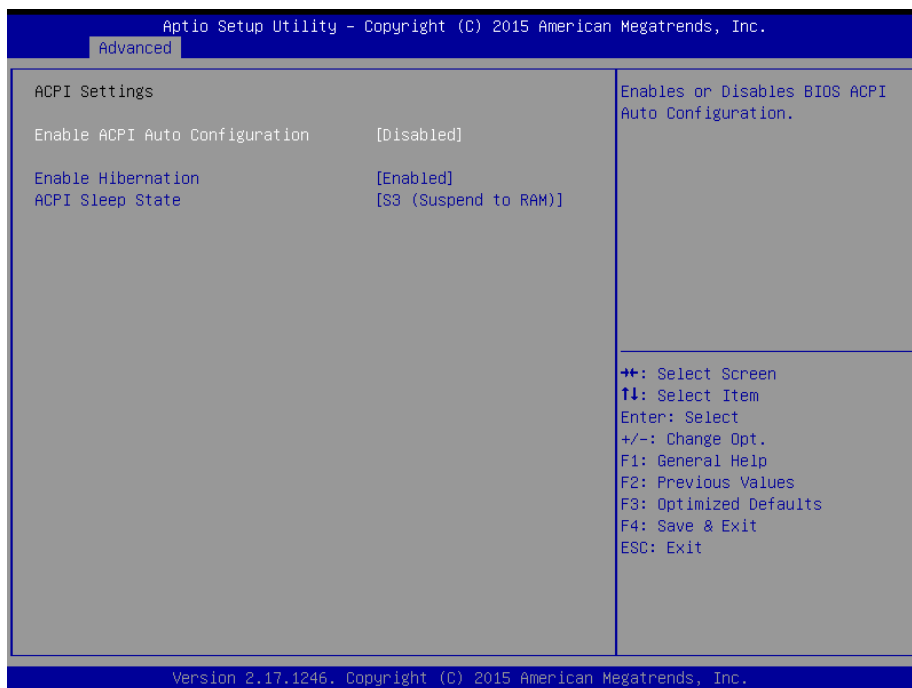 Aptio Setup Utility – Copyright (C) 2015 American Megatrends, Inc.
Advanced
ACPI Settings
Enable ACPI Auto Configuration [Disabled]
Enable Hibernation [Enabled]
ACPI Sleep State [S3 (Suspend to RAM)]
Enables or Disables BIOS ACPI
Auto Configuration.
→←: Select Screen
↑↓: Select Item
Enter: Select
+/-: Change Opt.
F1: General Help
F2: Previous Values
F3: Optimized Defaults
F4: Save & Exit
ESC: Exit
Version 2.17.1246. Copyright (C) 2015 American Megatrends, Inc.